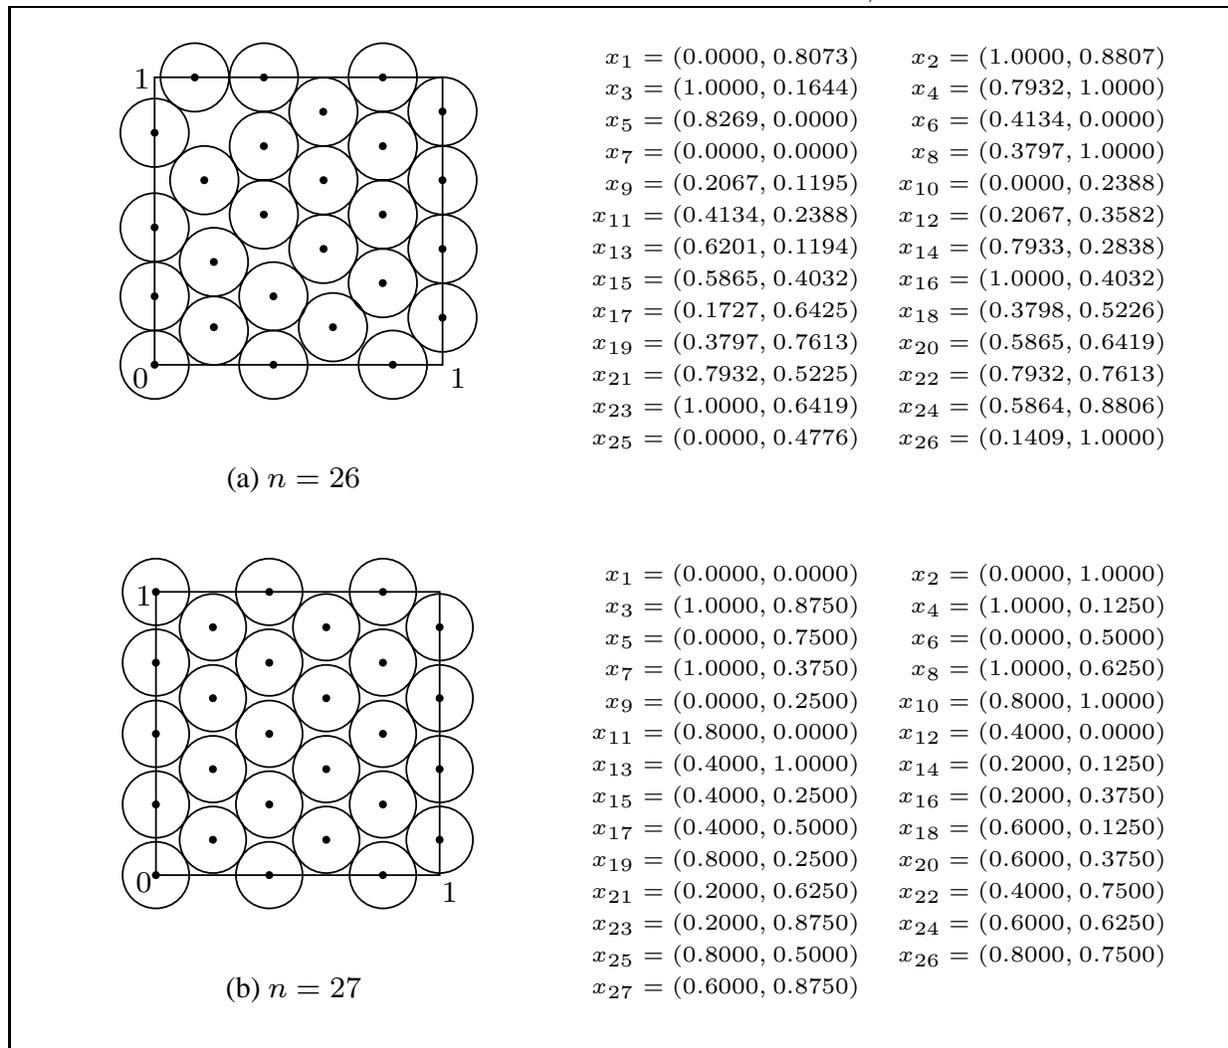 1
0
1
(a) n = 26
x1 = (0.0000, 0.8073) x2 = (1.0000, 0.8807)
x3 = (1.0000, 0.1644) x4 = (0.7932, 1.0000)
x5 = (0.8269, 0.0000) x6 = (0.4134, 0.0000)
x7 = (0.0000, 0.0000) x8 = (0.3797, 1.0000)
x9 = (0.2067, 0.1195) x10 = (0.0000, 0.2388)
x11 = (0.4134, 0.2388) x12 = (0.2067, 0.3582)
x13 = (0.6201, 0.1194) x14 = (0.7933, 0.2838)
x15 = (0.5865, 0.4032) x16 = (1.0000, 0.4032)
x17 = (0.1727, 0.6425) x18 = (0.3798, 0.5226)
x19 = (0.3797, 0.7613) x20 = (0.5865, 0.6419)
x21 = (0.7932, 0.5225) x22 = (0.7932, 0.7613)
x23 = (1.0000, 0.6419) x24 = (0.5864, 0.8806)
x25 = (0.0000, 0.4776) x26 = (0.1409, 1.0000)
1
0
1
(b) n = 27
x1 = (0.0000, 0.0000) x2 = (0.0000, 1.0000)
x3 = (1.0000, 0.8750) x4 = (1.0000, 0.1250)
x5 = (0.0000, 0.7500) x6 = (0.0000, 0.5000)
x7 = (1.0000, 0.3750) x8 = (1.0000, 0.6250)
x9 = (0.0000, 0.2500) x10 = (0.8000, 1.0000)
x11 = (0.8000, 0.0000) x12 = (0.4000, 0.0000)
x13 = (0.4000, 1.0000) x14 = (0.2000, 0.1250)
x15 = (0.4000, 0.2500) x16 = (0.2000, 0.3750)
x17 = (0.4000, 0.5000) x18 = (0.6000, 0.1250)
x19 = (0.8000, 0.2500) x20 = (0.6000, 0.3750)
x21 = (0.2000, 0.6250) x22 = (0.4000, 0.7500)
x23 = (0.2000, 0.8750) x24 = (0.6000, 0.6250)
x25 = (0.8000, 0.5000) x26 = (0.8000, 0.7500)
x27 = (0.6000, 0.8750)